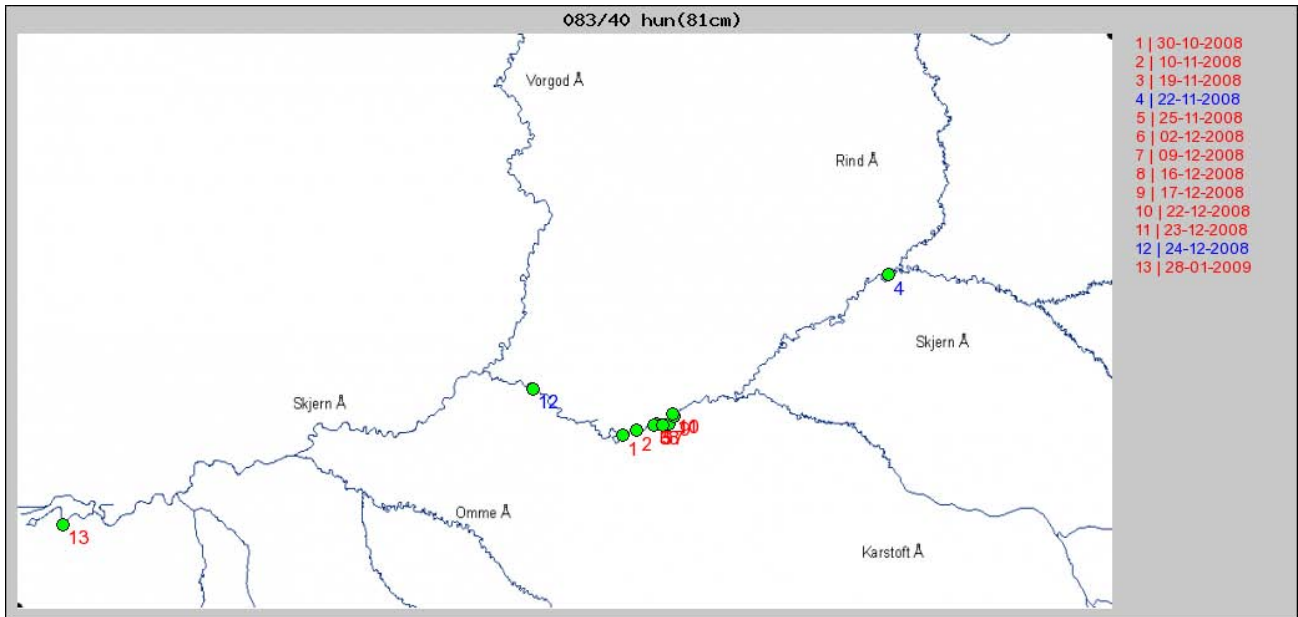 083/40 hun(81cm)
Vorgod Å
Rind Å
4
Skjern Å
Skjern Å
12
1
2
13
Omme Å
Karstoft Å
1 | 30-10-2008
2 | 10-11-2008
3 | 19-11-2008
4 | 22-11-2008
5 | 25-11-2008
6 | 02-12-2008
7 | 09-12-2008
8 | 16-12-2008
9 | 17-12-2008
10 | 22-12-2008
11 | 23-12-2008
12 | 24-12-2008
13 | 28-01-2009